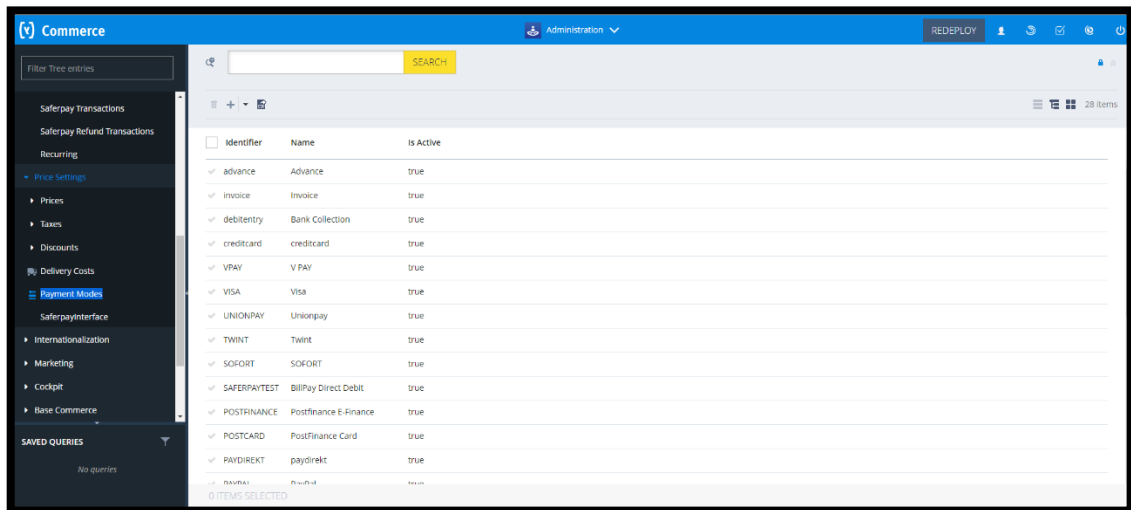 (y) Commerce
Administration
REDEPLOY
Filter Tree entries
SEARCH
Saferpay Transactions
Saferpay Refund Transactions
Recurring
Price Settings
Prices
Taxes
Discounts
Delivery Costs
Payment Modes
SaferpayInterface
Internationalization
Marketing
Cockpit
Base Commerce
SAVED QUERIES
No queries
28 items
Identifier Name Is Active
advance Advance true
invoice Invoice true
debitentry Bank Collection true
creditcard creditcard true
VPAY V PAY true
VISA Visa true
UNIONPAY Unionpay true
TWINT Twint true
SOFORT SOFORT true
SAFERPAYTEST BillPay Direct Debit true
POSTFINANCE Postfinance E-Finance true
POSTCARD PostFinance Card true
PAYDIREKT paydirekt true
PAYPAL PayPal true
0 ITEMS SELECTED